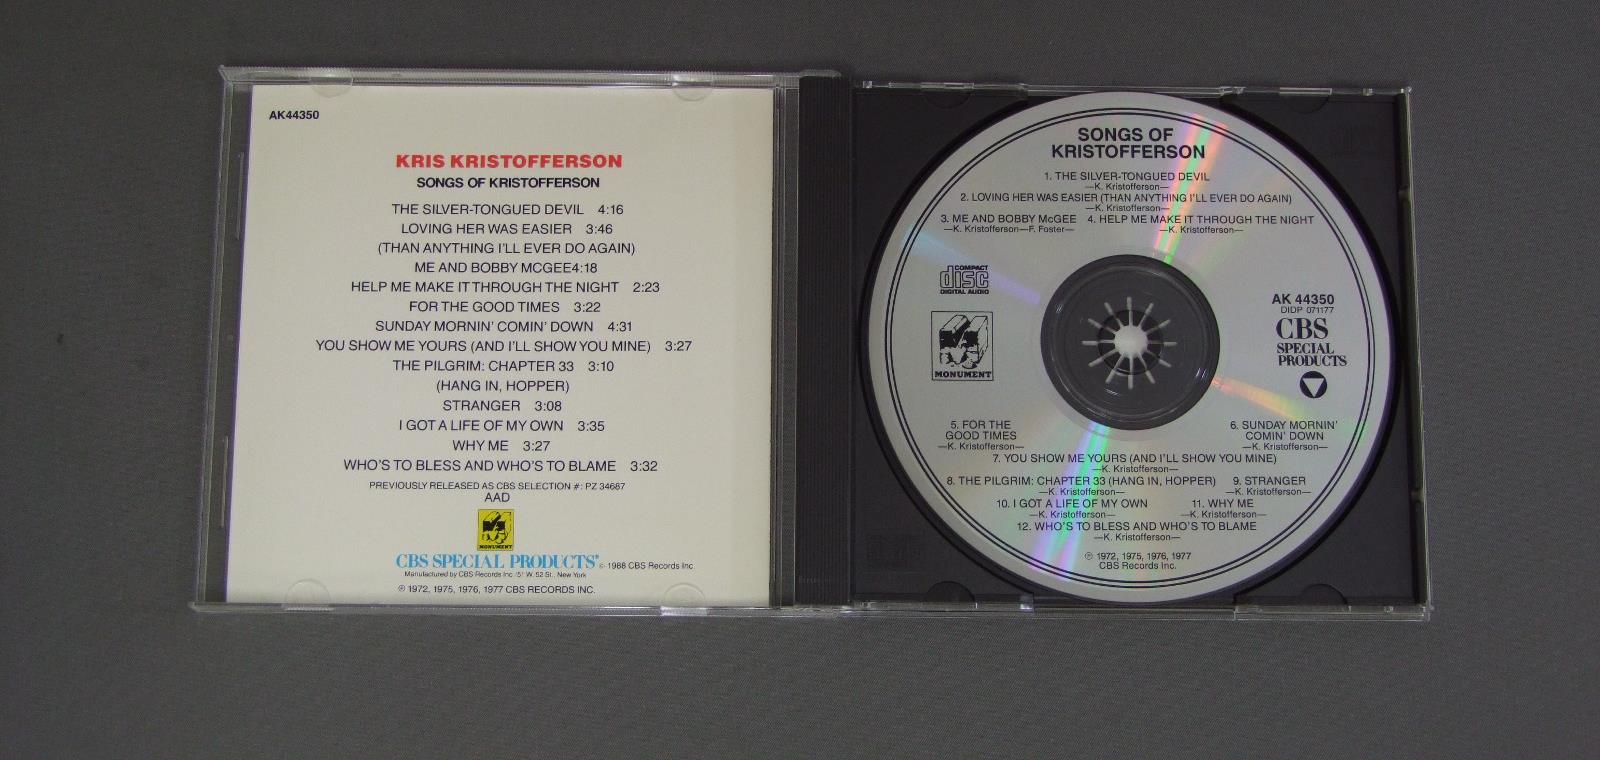 AK44350
KRIS KRISTOFFERSON
SONGS OF KRISTOFFERSON
THE SILVER-TONGUED DEVIL 4:16
LOVING HER WAS EASIER 3:46
(THAN ANYTHING I'LL EVER DO AGAIN)
ME AND BOBBY MCGEE4:18
HELP ME MAKE IT THROUGH THE NIGHT 2:23
FOR THE GOOD TIMES 3:22
SUNDAY MORNIN' COMIN' DOWN 4:31
YOU SHOW ME YOURS (AND I'LL SHOW YOU MINE) 3:27
THE PILGRIM: CHAPTER 33 3:10
(HANG IN, HOPPER)
STRANGER 3:08
I GOT A LIFE OF MY OWN 3:35
WHY ME 3:27
WHO'S TO BLESS AND WHO'S TO BLAME 3:32
PREVIOUSLY RELEASED AS CBS SELECTION #: PZ 34687
AAD
MONUMENT
CBS SPECIAL PRODUCTS © 1988 CBS Records Inc.
Manufactured by CBS Records Inc. /51 W. 52 St., New York
℗ 1972, 1975, 1976, 1977 CBS RECORDS INC.
SONGS OF
KRISTOFFERSON
1. THE SILVER-TONGUED DEVIL
—K. Kristofferson—
2. LOVING HER WAS EASIER (THAN ANYTHING I'LL EVER DO AGAIN)
—K. Kristofferson—
3. ME AND BOBBY McGEE 4. HELP ME MAKE IT THROUGH THE NIGHT
—K. Kristofferson—F. Foster— —K. Kristofferson—
COMPACT
disc
DIGITAL AUDIO
MONUMENT
AK 44350
DIDP 071177
CBS
SPECIAL
PRODUCTS
5. FOR THE
GOOD TIMES
—K. Kristofferson—
6. SUNDAY MORNIN'
COMIN' DOWN
—K. Kristofferson—
7. YOU SHOW ME YOURS (AND I'LL SHOW YOU MINE)
—K. Kristofferson—
8. THE PILGRIM: CHAPTER 33 (HANG IN, HOPPER) 9. STRANGER
—K. Kristofferson— —K. Kristofferson—
10. I GOT A LIFE OF MY OWN 11. WHY ME
—K. Kristofferson— —K. Kristofferson—
12. WHO'S TO BLESS AND WHO'S TO BLAME
—K. Kristofferson—
℗ 1972, 1975, 1976, 1977
CBS Records Inc.